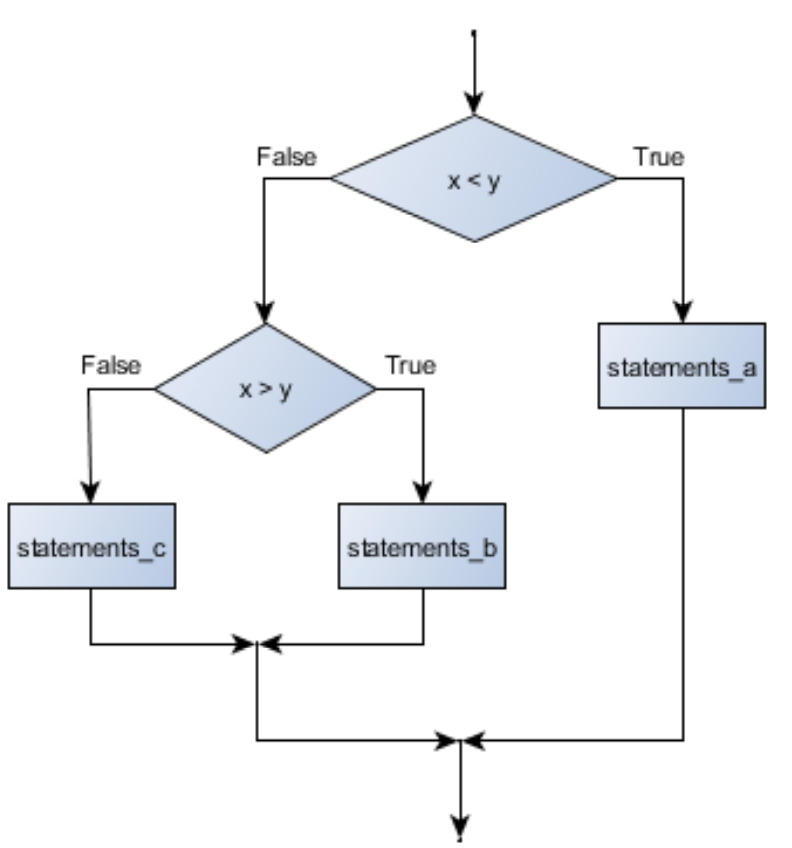 False
True
x < y
False
True
x > y
statements_a
statements_c
statements_b